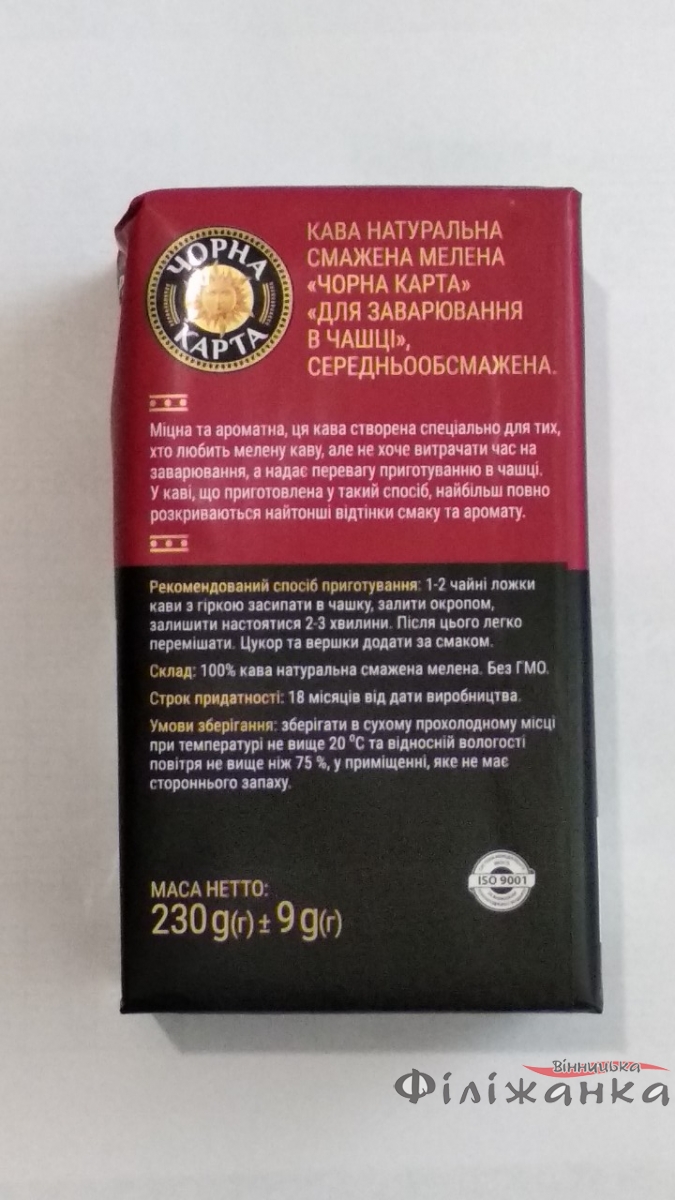 ЧОРНА
КАРТА
КАВА НАТУРАЛЬНА
СМАЖЕНА МЕЛЕНА
«ЧОРНА КАРТА»
«ДЛЯ ЗАВАРЮВАННЯ
В ЧАШЦІ»,
СЕРЕДНЬООБСМАЖЕНА.
Міцна та ароматна, ця кава створена спеціально для тих,
хто любить мелену каву, але не хоче витрачати час на
заварювання, а надає перевагу приготуванню в чашці.
У каві, що приготовлена у такий спосіб, найбільш повно
розкриваються найтонші відтінки смаку та аромату.
Рекомендований спосіб приготування: 1-2 чайні ложки
кави з гіркою засипати в чашку, залити окропом,
залишити настоятися 2-3 хвилини. Після цього легко
перемішати. Цукор та вершки додати за смаком.
Склад: 100% кава натуральна смажена мелена. Без ГМО.
Строк придатності: 18 місяців від дати виробництва.
Умови зберігання: зберігати в сухому прохолодному місці
при температурі не вище 20 °C та відносній вологості
повітря не вище ніж 75 %, у приміщенні, яке не має
стороннього запаху.
МАСА НЕТТО:
230 g(г) ± 9 g(г)
ISO 9001
Вінницька
Філіжанка